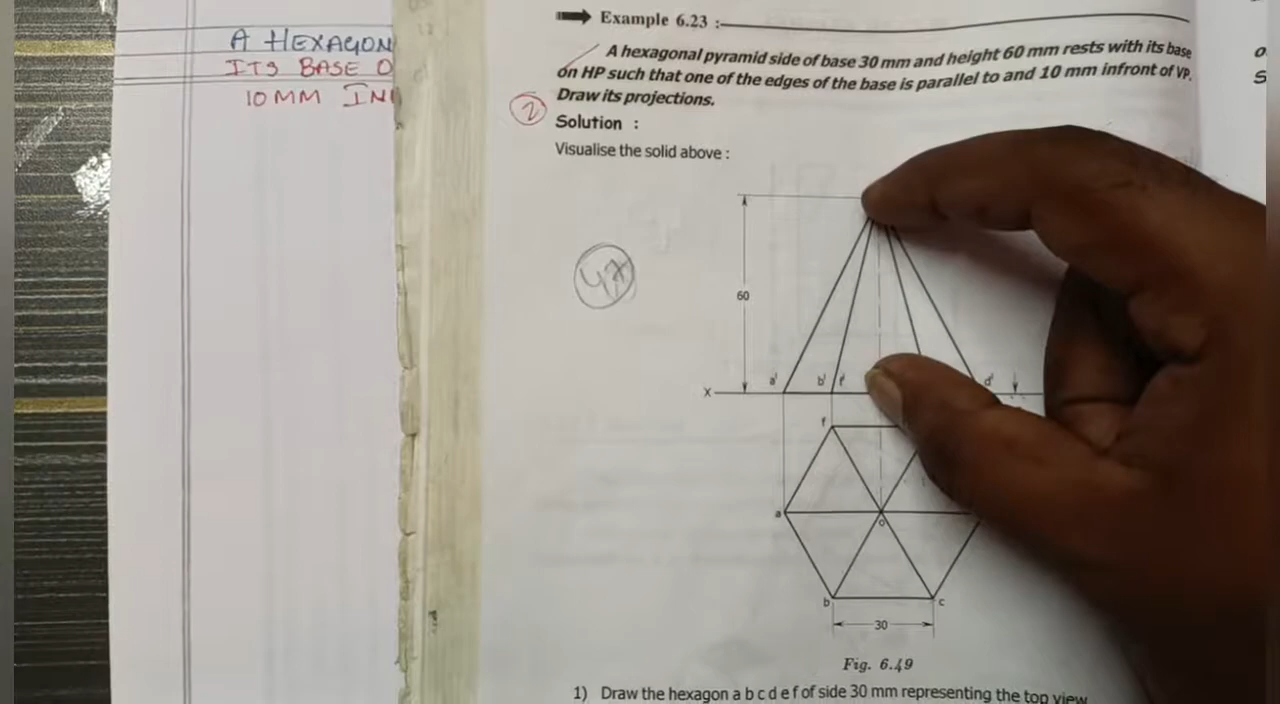 A HEXAGON
ITS BASE O
10 MM IN
Example 6.23 :-
A hexagonal pyramid side of base 30 mm and height 60 mm rests with its base
on HP such that one of the edges of the base is parallel to and 10 mm infront of VP.
Draw its projections.
2
Solution :
Visualise the solid above :
60
a' b' f' d'
X
f
a
o
b c
30
Fig. 6.49
1) Draw the hexagon a b c d e f of side 30 mm representing the top view